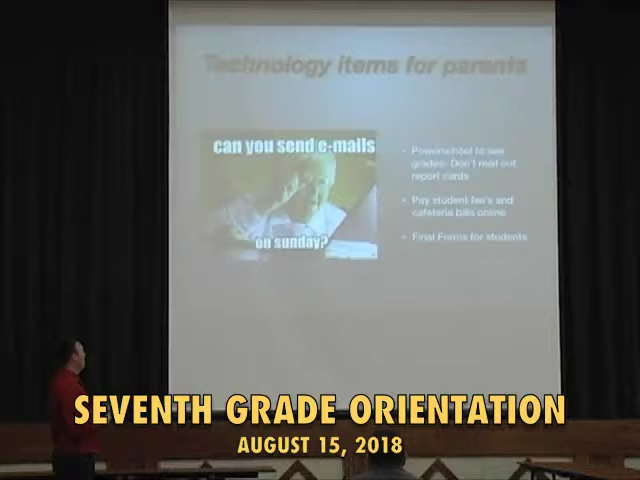 Technology items for parents
can you send e-mails
on sunday?
• Powerschool to see
grades- Don't mail out
report cards
• Pay student fee's and
cafeteria bills online
• Final Forms for students
SEVENTH GRADE ORIENTATION
AUGUST 15, 2018